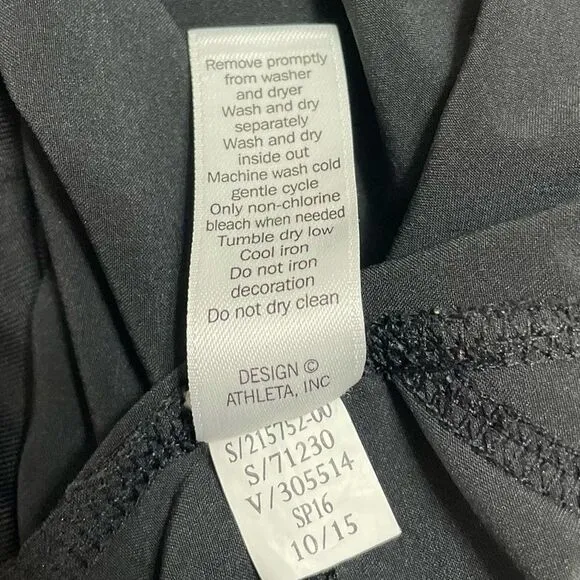 Remove promptly
from washer
and dryer
Wash and dry
separately
Wash and dry
inside out
Machine wash cold
gentle cycle
Only non-chlorine
bleach when needed
Tumble dry low
Cool iron
Do not iron
decoration
Do not dry clean
DESIGN ©
ATHLETA, INC
S/215752-00
S/71230
V/305514
SP16
10/15